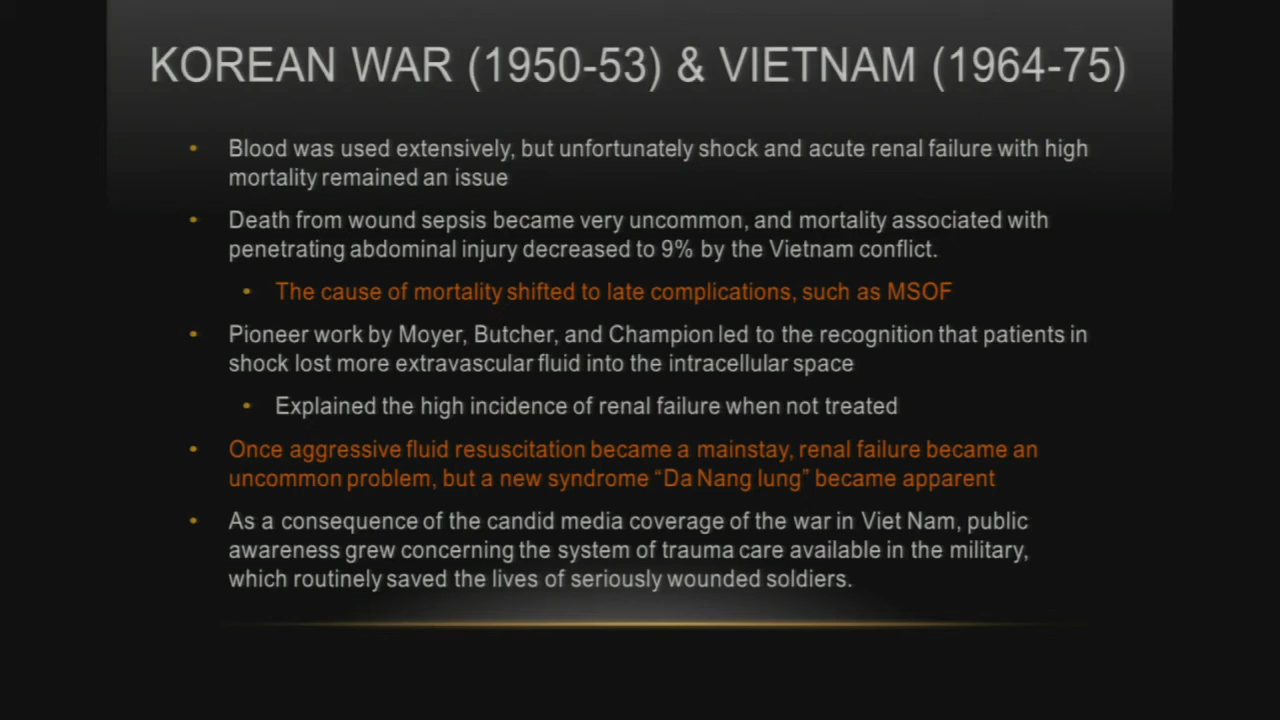 KOREAN WAR (1950-53) & VIETNAM (1964-75)
• Blood was used extensively, but unfortunately shock and acute renal failure with high
mortality remained an issue
• Death from wound sepsis became very uncommon, and mortality associated with
penetrating abdominal injury decreased to 9% by the Vietnam conflict.
• The cause of mortality shifted to late complications, such as MSOF
• Pioneer work by Moyer, Butcher, and Champion led to the recognition that patients in
shock lost more extravascular fluid into the intracellular space
• Explained the high incidence of renal failure when not treated
• Once aggressive fluid resuscitation became a mainstay, renal failure became an
uncommon problem, but a new syndrome “Da Nang lung” became apparent
• As a consequence of the candid media coverage of the war in Viet Nam, public
awareness grew concerning the system of trauma care available in the military,
which routinely saved the lives of seriously wounded soldiers.